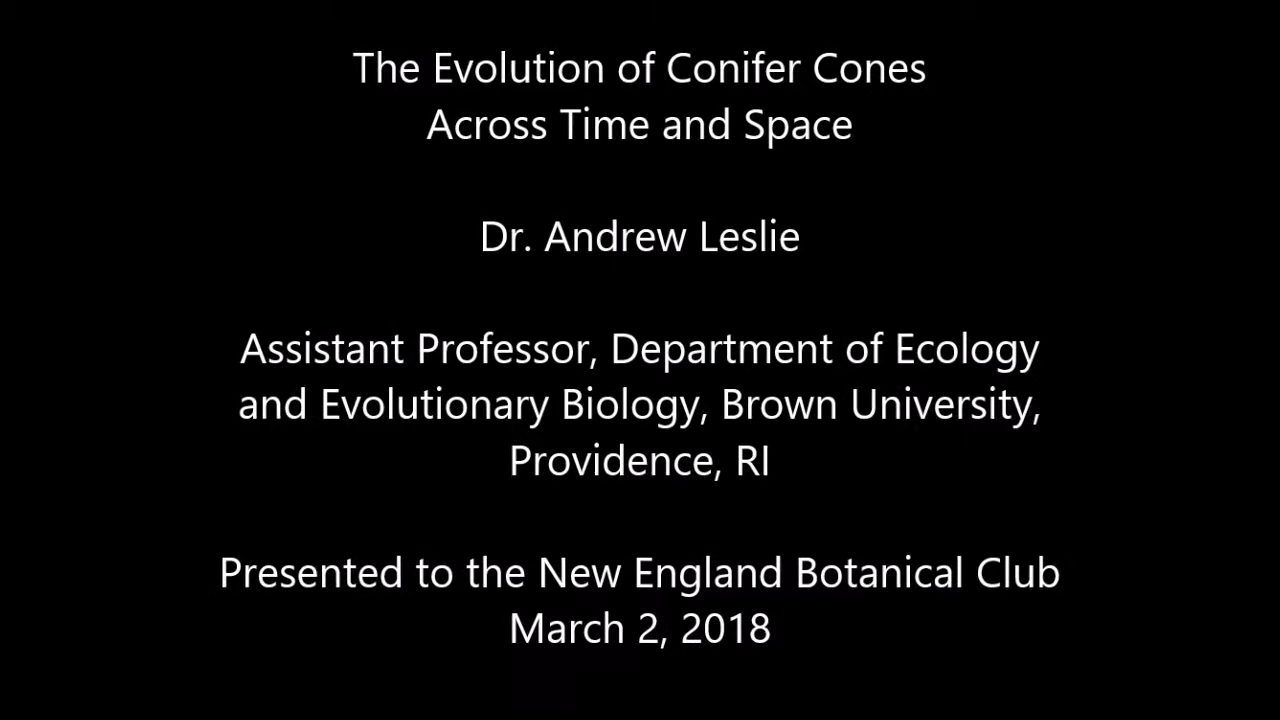 The Evolution of Conifer Cones
Across Time and Space
Dr. Andrew Leslie
Assistant Professor, Department of Ecology
and Evolutionary Biology, Brown University,
Providence, RI
Presented to the New England Botanical Club
March 2, 2018